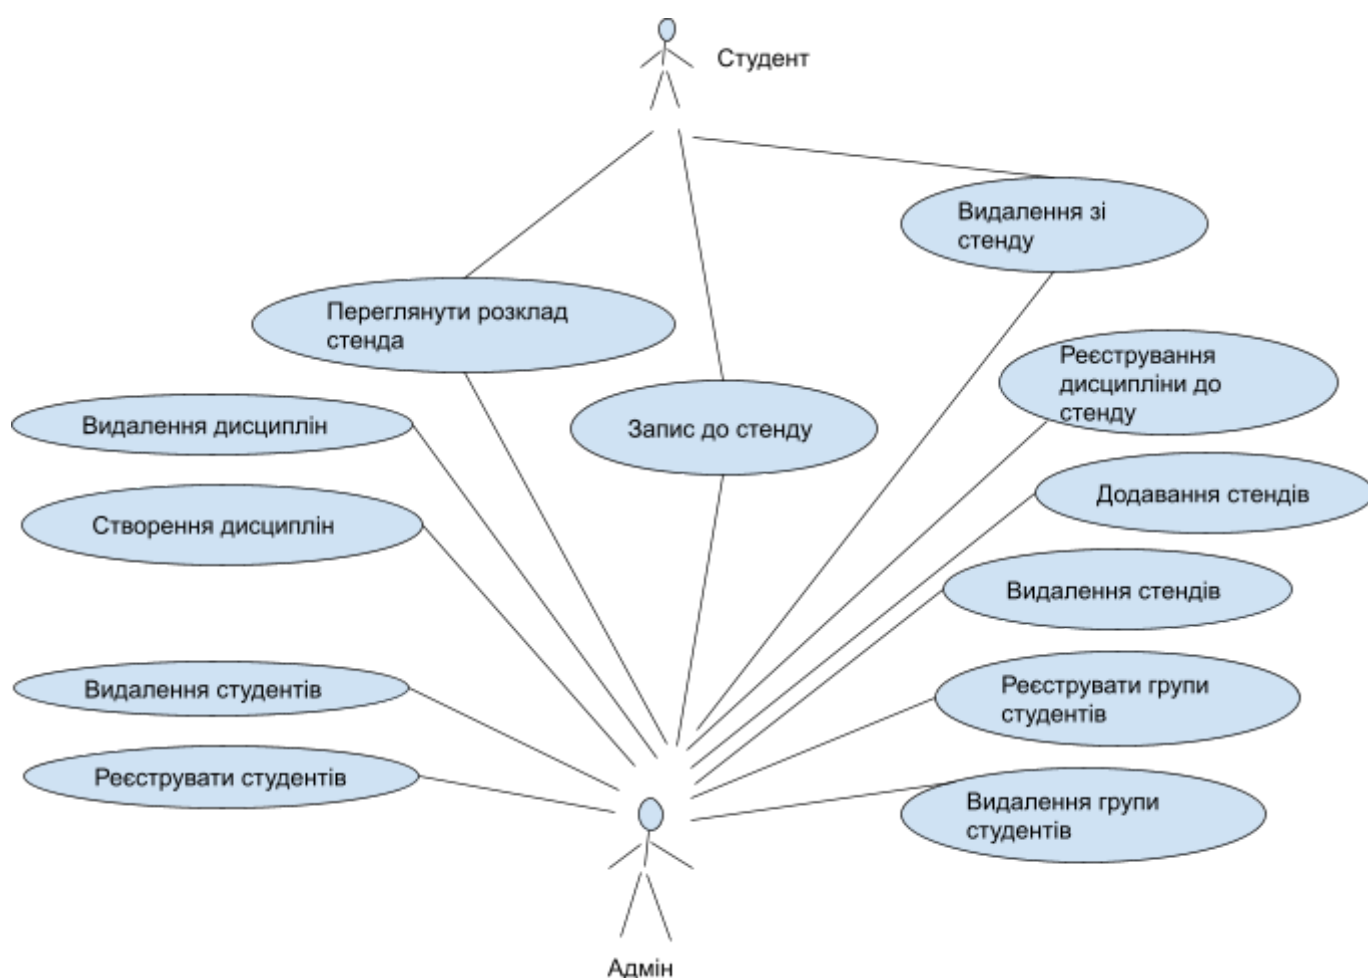 Студент
Видалення зі
стенду
Переглянути розклад
стенда
Реєстрування
дисципліни до
стенду
Видалення дисциплін
Запис до стенду
Додавання стендів
Створення дисциплін
Видалення стендів
Видалення студентів
Реєструвати групи
студентів
Реєструвати студентів
Видалення групи
студентів
Адмін